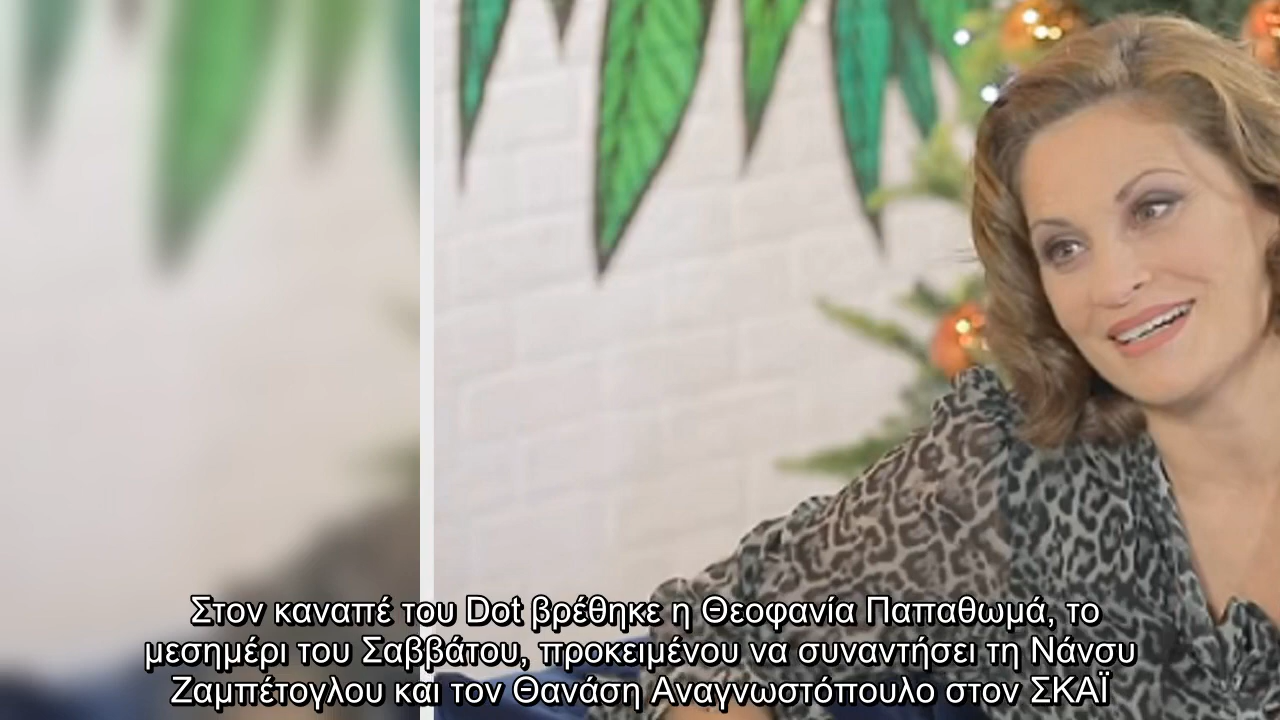 Στον καναπέ του Dot βρέθηκε η Θεοφανία Παπαθωμά, το
μεσημέρι του Σαββάτου, προκειμένου να συναντήσει τη Νάνσυ
Ζαμπέτογλου και τον Θανάση Αναγνωστόπουλο στον ΣΚΑΪ